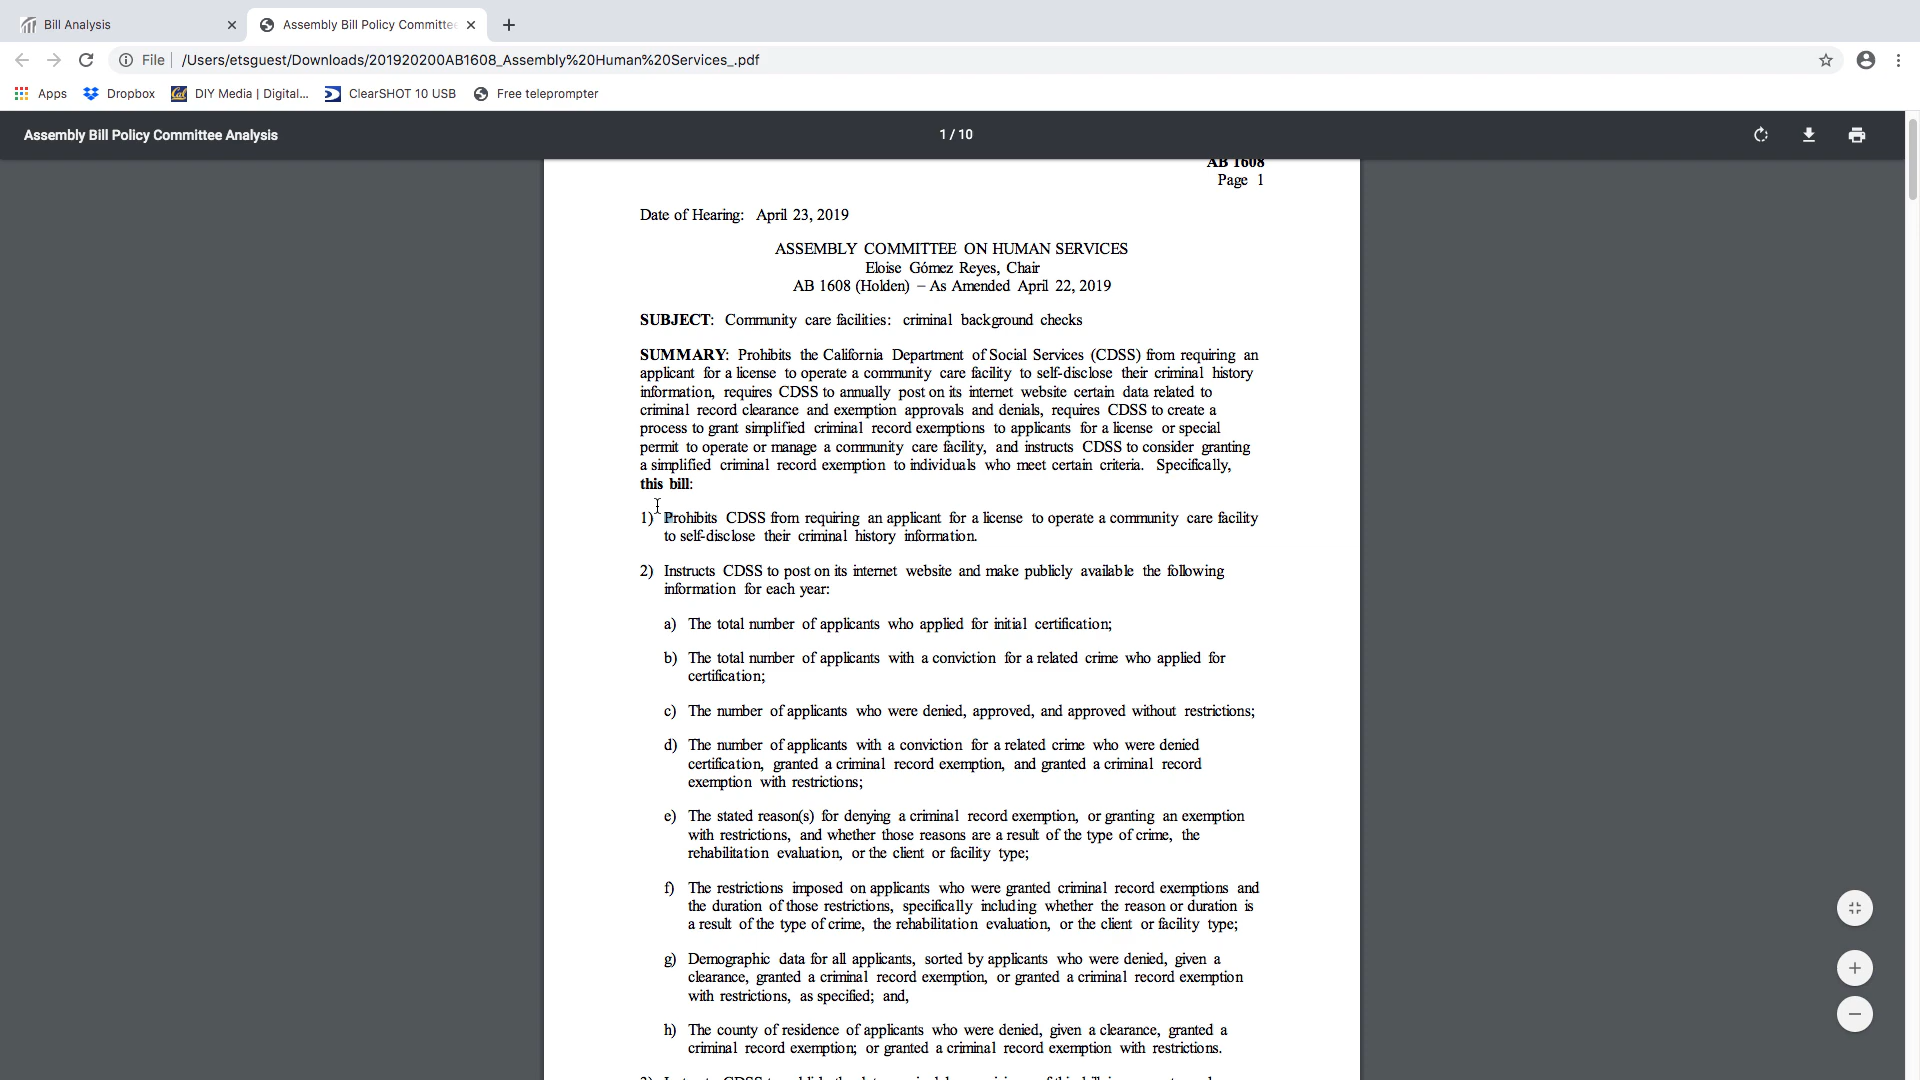 Bill Analysis
Assembly Bill Policy Committe
File /Users/etsguest/Downloads/201920200AB1608_Assembly%20Human%20Services_.pdf
Apps Dropbox DIY Media | Digital... ClearSHOT 10 USB Free teleprompter
Assembly Bill Policy Committee Analysis 1 / 10
AB 1608
Page 1
Date of Hearing: April 23, 2019
ASSEMBLY COMMITTEE ON HUMAN SERVICES
Eloise Gómez Reyes, Chair
AB 1608 (Holden) – As Amended April 22, 2019
SUBJECT: Community care facilities: criminal background checks
SUMMARY: Prohibits the California Department of Social Services (CDSS) from requiring an
applicant for a license to operate a community care facility to self-disclose their criminal history
information, requires CDSS to annually post on its internet website certain data related to
criminal record clearance and exemption approvals and denials, requires CDSS to create a
process to grant simplified criminal record exemptions to applicants for a license or special
permit to operate or manage a community care facility, and instructs CDSS to consider granting
a simplified criminal record exemption to individuals who meet certain criteria. Specifically,
this bill:
1) Prohibits CDSS from requiring an applicant for a license to operate a community care facility
to self-disclose their criminal history information.
2) Instructs CDSS to post on its internet website and make publicly available the following
information for each year:
a) The total number of applicants who applied for initial certification;
b) The total number of applicants with a conviction for a related crime who applied for
certification;
c) The number of applicants who were denied, approved, and approved without restrictions;
d) The number of applicants with a conviction for a related crime who were denied
certification, granted a criminal record exemption, and granted a criminal record
exemption with restrictions;
e) The stated reason(s) for denying a criminal record exemption, or granting an exemption
with restrictions, and whether those reasons are a result of the type of crime, the
rehabilitation evaluation, or the client or facility type;
f) The restrictions imposed on applicants who were granted criminal record exemptions and
the duration of those restrictions, specifically including whether the reason or duration is
a result of the type of crime, the rehabilitation evaluation, or the client or facility type;
g) Demographic data for all applicants, sorted by applicants who were denied, given a
clearance, granted a criminal record exemption, or granted a criminal record exemption
with restrictions, as specified; and,
h) The county of residence of applicants who were denied, given a clearance, granted a
criminal record exemption; or granted a criminal record exemption with restrictions.